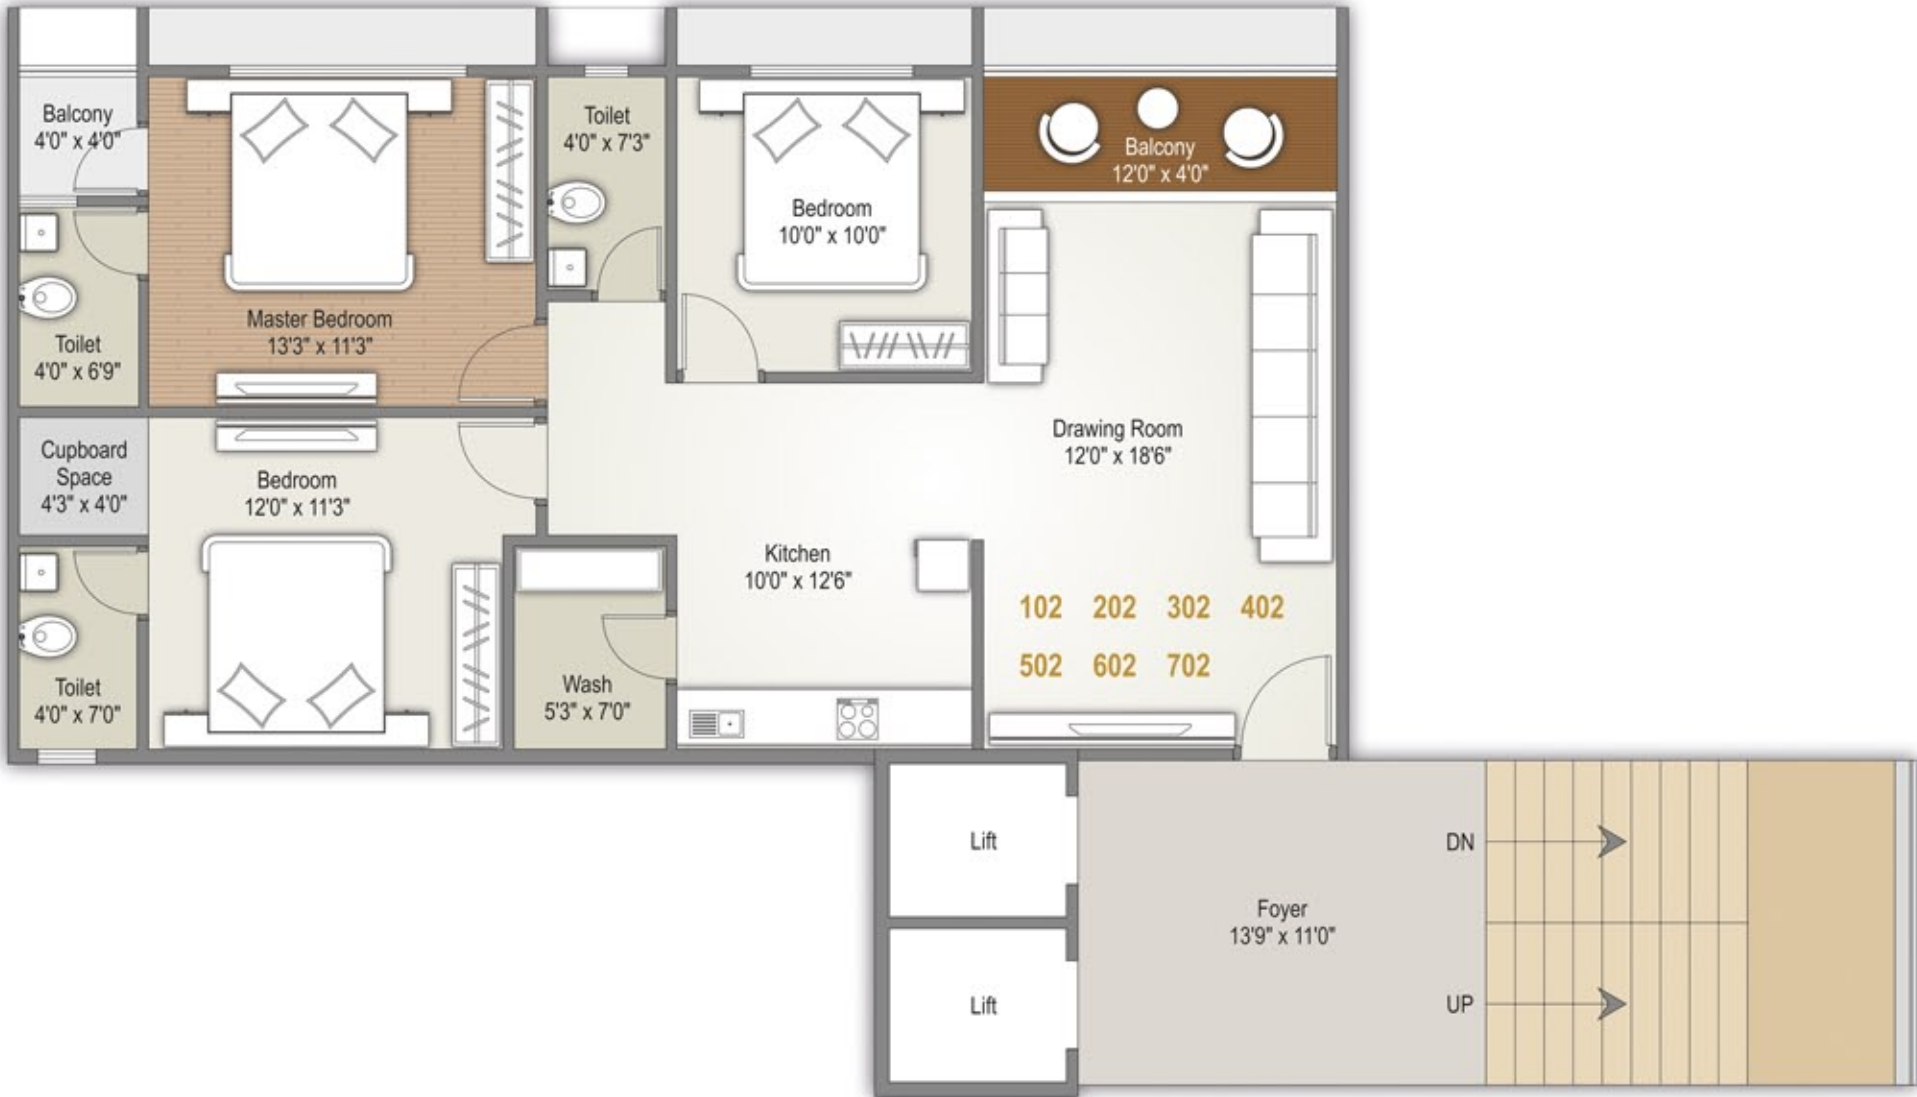 Balcony
4'0" x 4'0"
Toilet
4'0" x 7'3"
Balcony
12'0" x 4'0"
Bedroom
10'0" x 10'0"
Toilet
4'0" x 6'9"
Master Bedroom
13'3" x 11'3"
Drawing Room
12'0" x 18'6"
Cupboard
Space
4'3" x 4'0"
Bedroom
12'0" x 11'3"
Kitchen
10'0" x 12'6"
102 202 302 402
502 602 702
Toilet
4'0" x 7'0"
Wash
5'3" x 7'0"
Lift
DN
Foyer
13'9" x 11'0"
Lift
UP